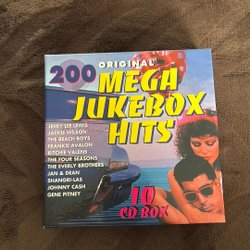 200 ORIGINAL
MEGA
JUKEBOX
HITS
JERRY LEE LEWIS
JACKIE WILSON
THE BEACH BOYS
FRANKIE AVALON
RITCHIE VALENS
THE FOUR SEASONS
THE EVERLY BROTHERS
JAN & DEAN
SHANGRI-LAS
JOHNNY CASH
GENE PITNEY
10
CD BOX